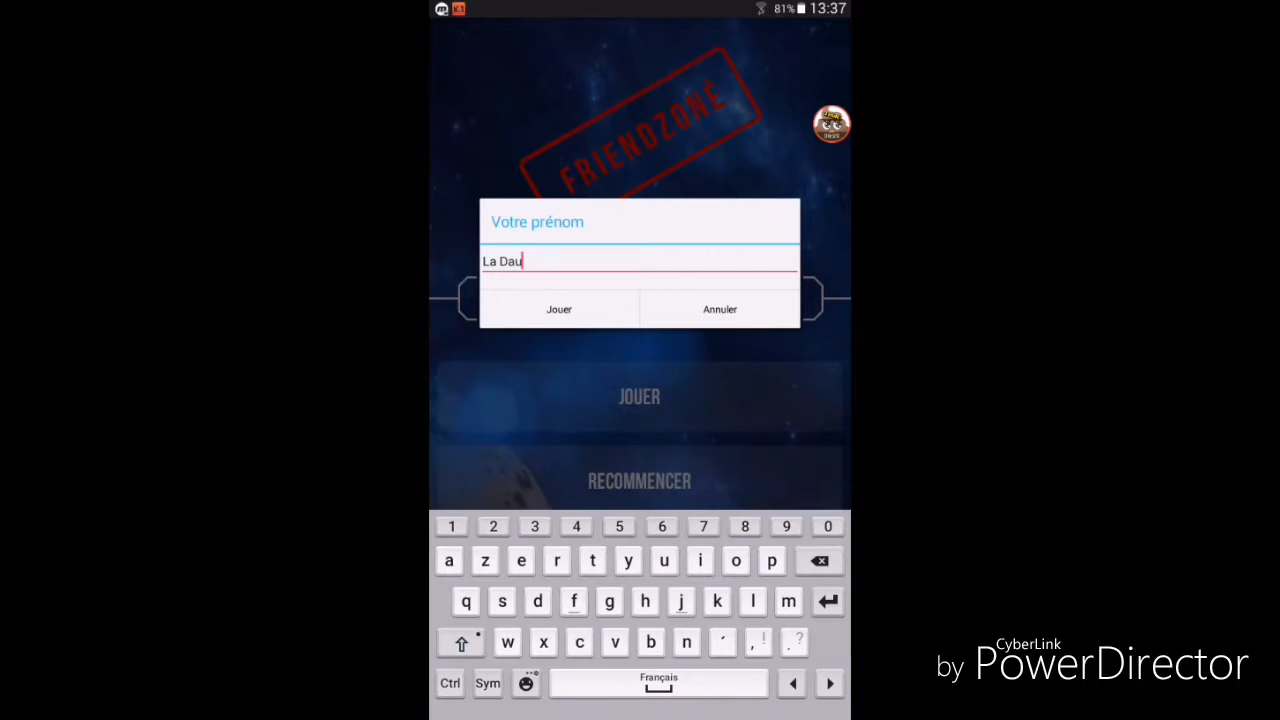 81% 13:37
FRIENDZONÉ
Votre prénom
La Dau
Jouer Annuler
JOUER
RECOMMENCER
1 2 3 4 5 6 7 8 9 0
a z e r t y u i o p
q s d f g h j k l m
w x c v b n ´ , ! . ?
Ctrl Sym Français
CyberLink
by PowerDirector